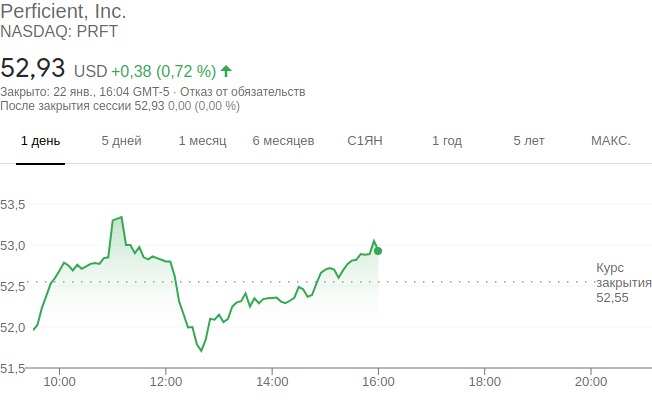 Perficient, Inc.
NASDAQ: PRFT
52,93 USD +0,38 (0,72 %)
Закрыто: 22 янв., 16:04 GMT-5 · Отказ от обязательств
После закрытия сессии 52,93 0,00 (0,00 %)
1 день 5 дней 1 месяц 6 месяцев С1ЯН 1 год 5 лет МАКС.
53,5
53,0
52,5
52,0
51,5
Курс
закрытия
52,55
10:00 12:00 14:00 16:00 18:00 20:00